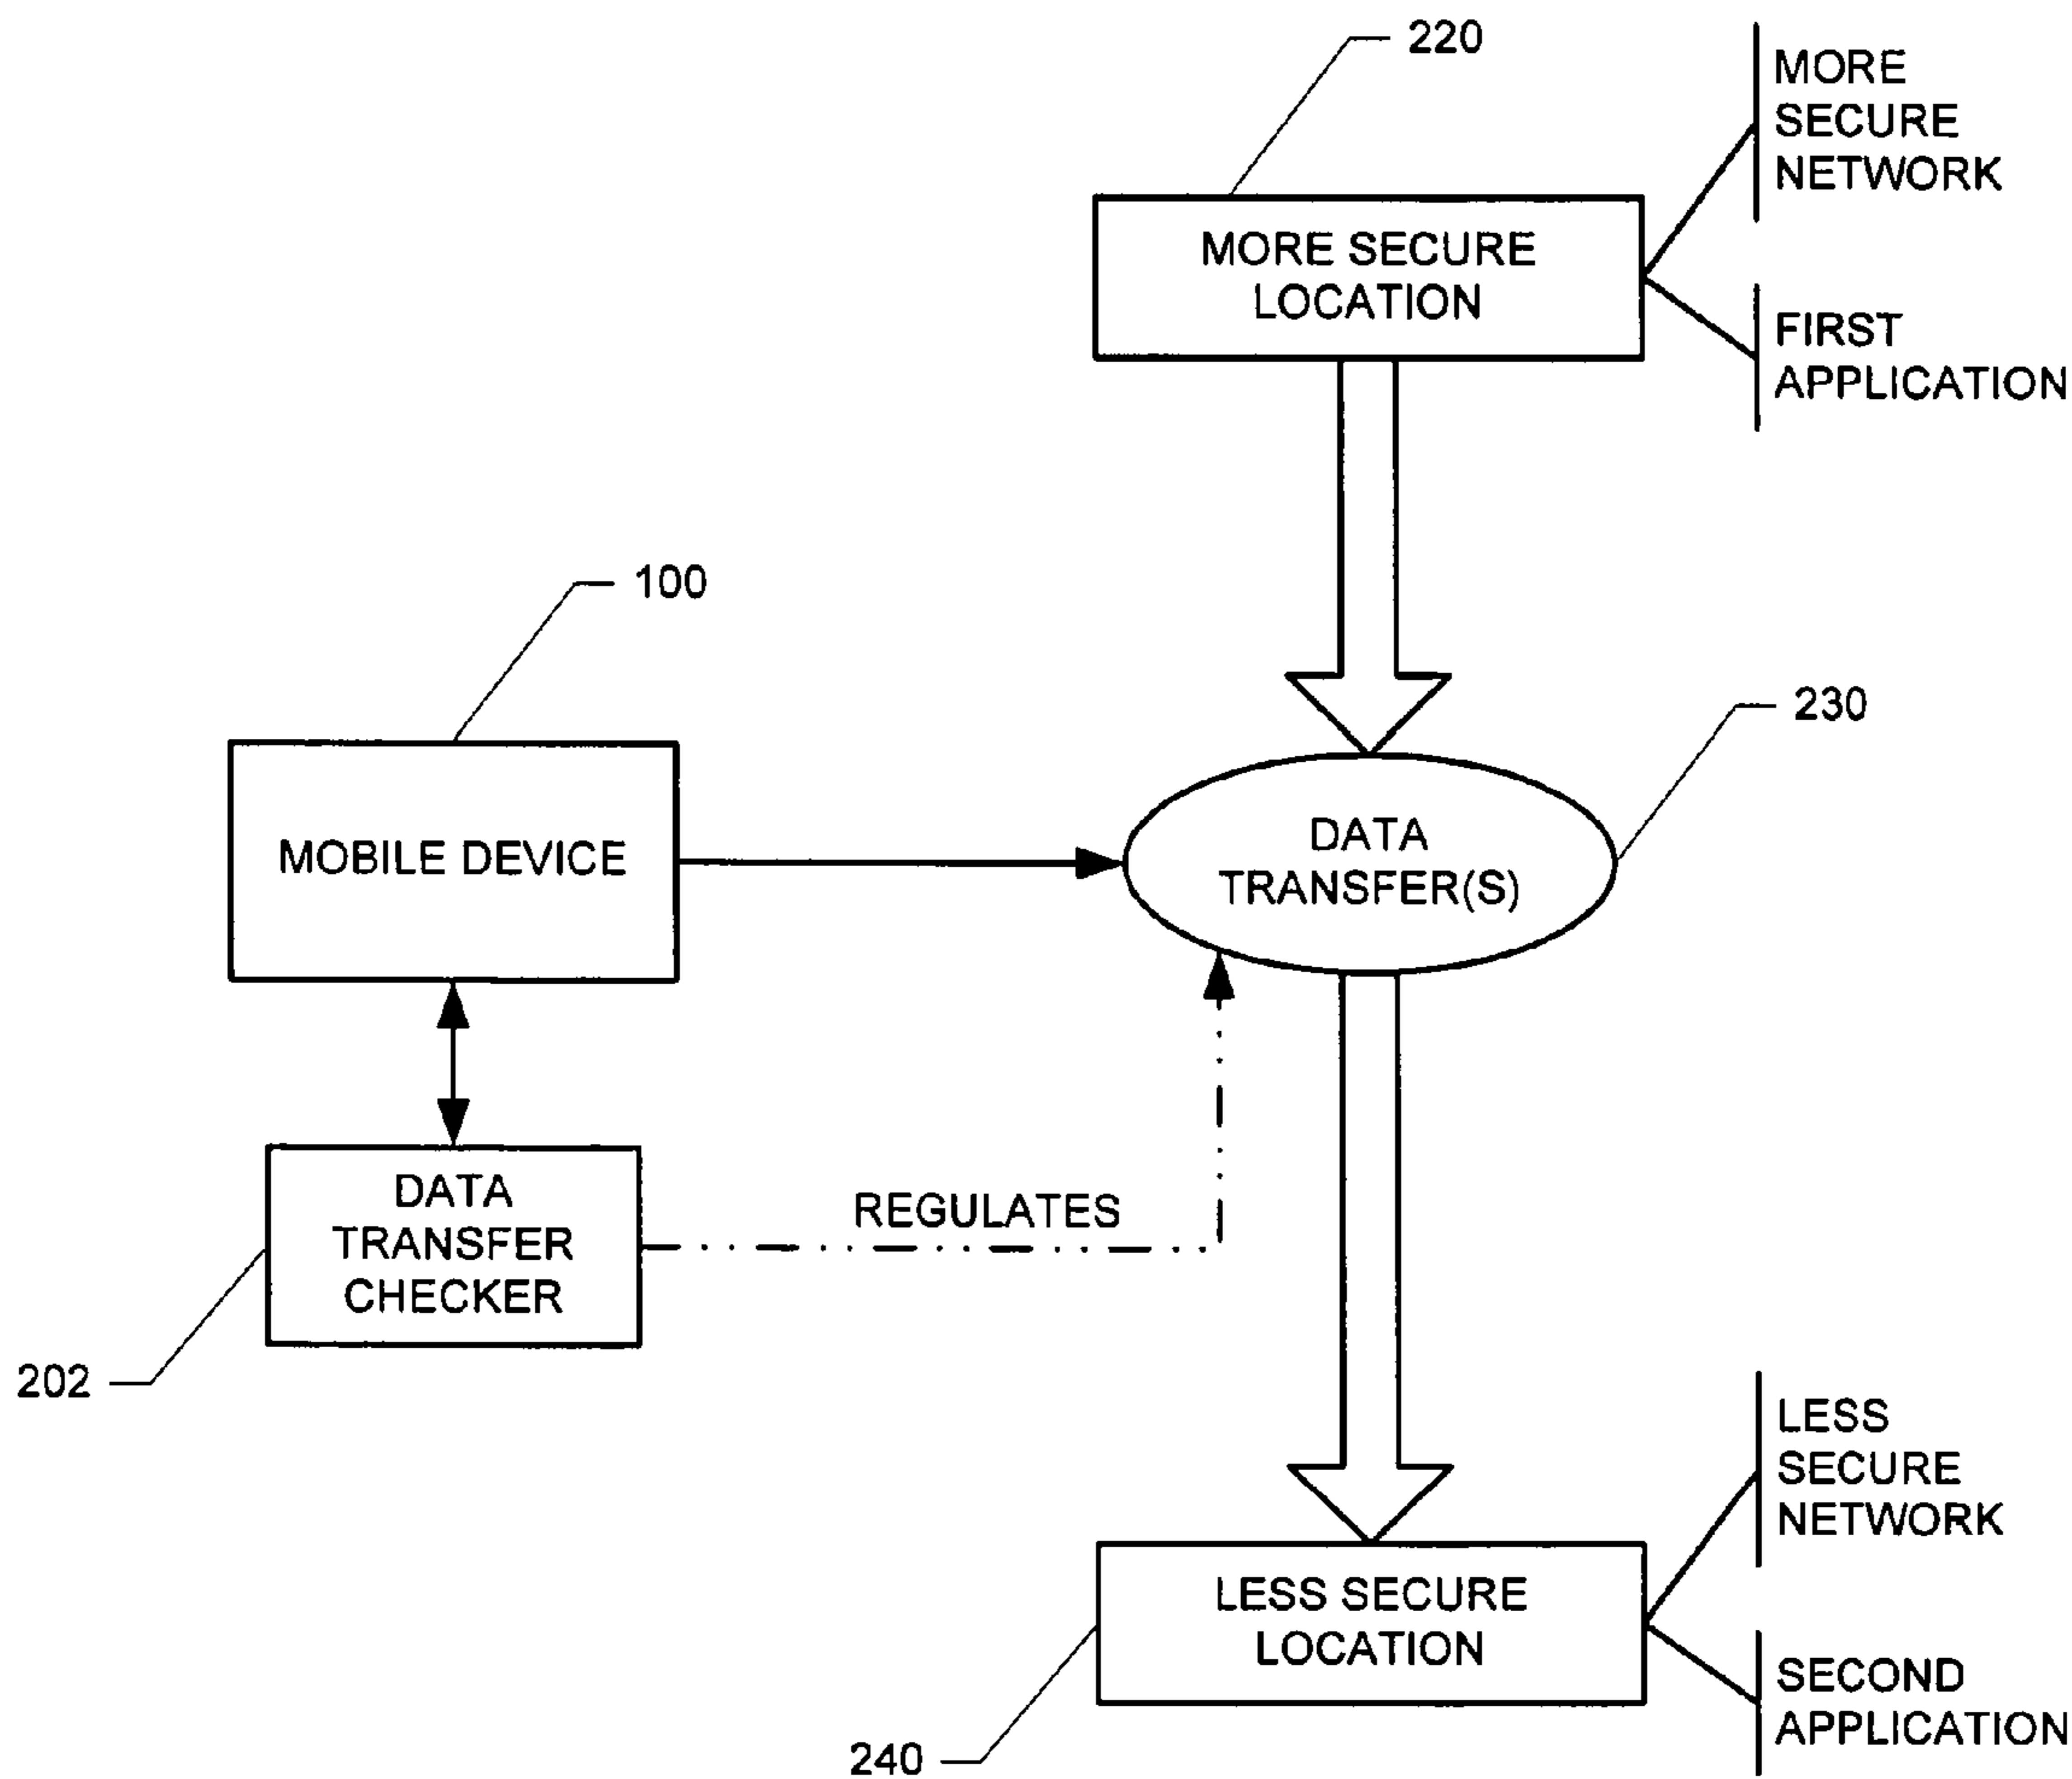 220
MORE
SECURE
NETWORK
MORE SECURE
LOCATION
FIRST
APPLICATION
100
230
MOBILE DEVICE
DATA
TRANSFER(S)
DATA
TRANSFER
CHECKER
REGULATES
202
LESS
SECURE
NETWORK
LESS SECURE
LOCATION
SECOND
APPLICATION
240